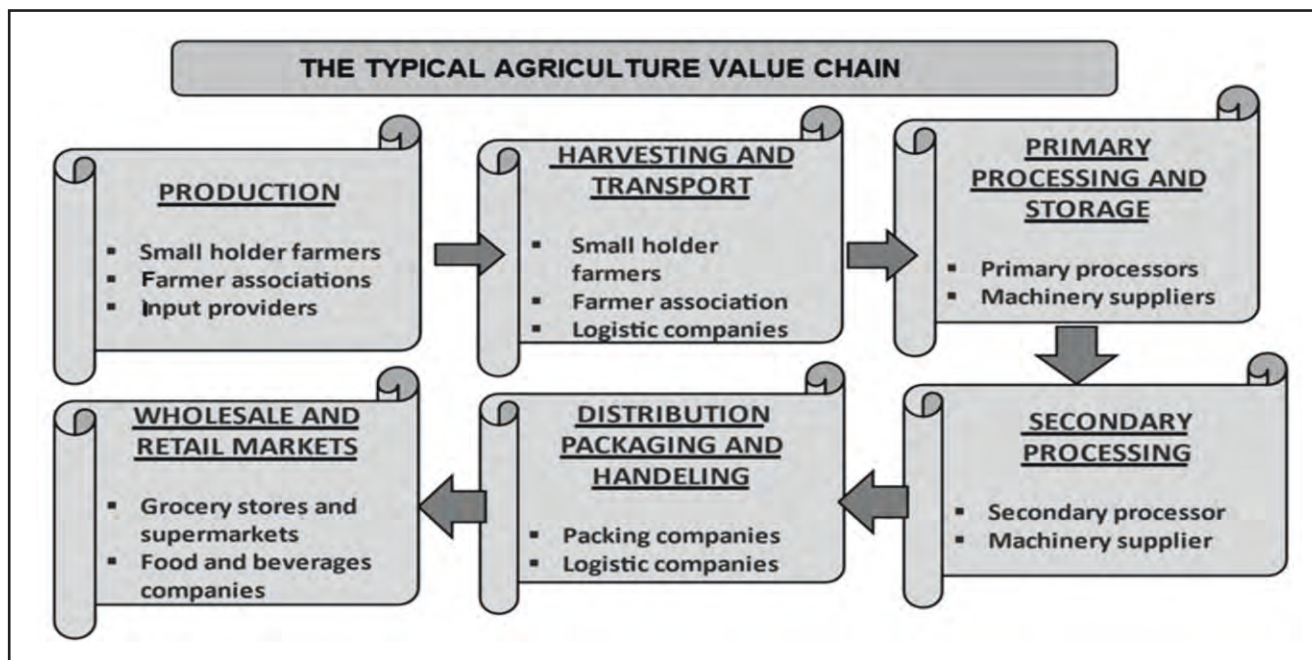 THE TYPICAL AGRICULTURE VALUE CHAIN
PRODUCTION
▪ Small holder farmers
▪ Farmer associations
▪ Input providers
HARVESTING AND
TRANSPORT
▪ Small holder
farmers
▪ Farmer association
▪ Logistic companies
PRIMARY
PROCESSING AND
STORAGE
▪ Primary processors
▪ Machinery suppliers
SECONDARY
PROCESSING
▪ Secondary processor
▪ Machinery supplier
DISTRIBUTION
PACKAGING AND
HANDELING
▪ Packing companies
▪ Logistic companies
WHOLESALE AND
RETAIL MARKETS
▪ Grocery stores and
supermarkets
▪ Food and beverages
companies